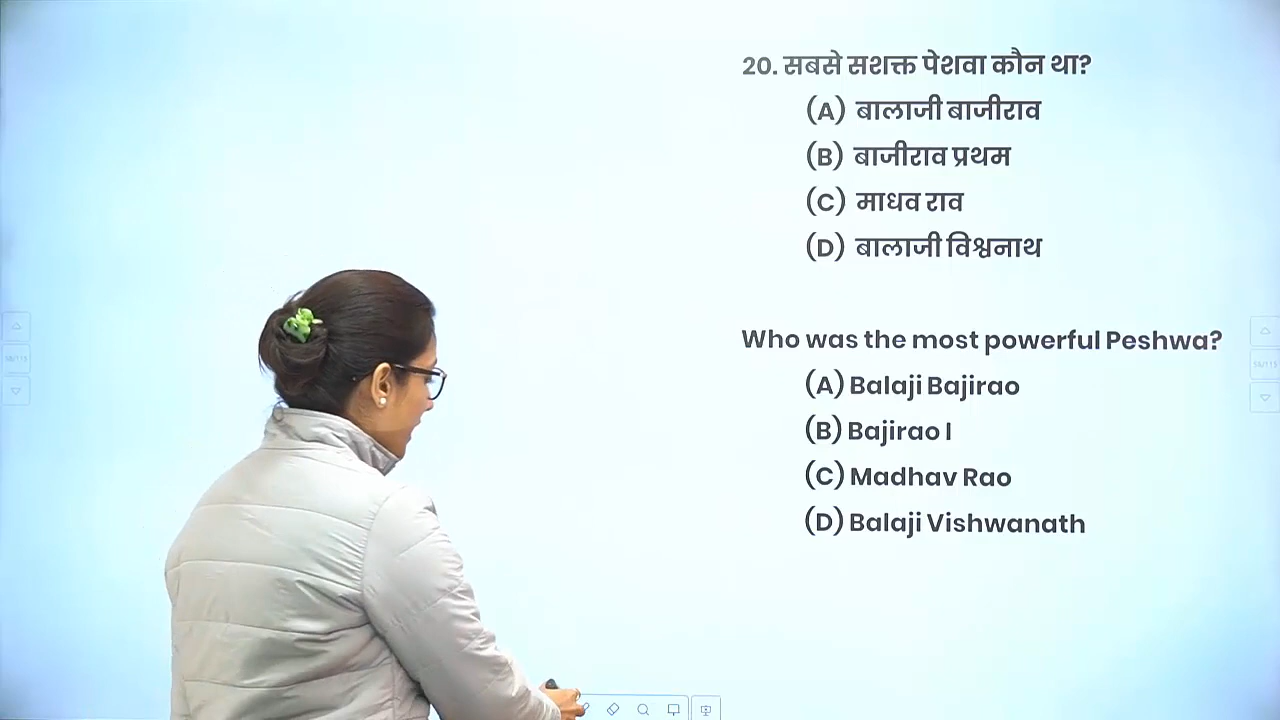 20. सबसे सशक्त पेशवा कौन था?
(A) बालाजी बाजीराव
(B) बाजीराव प्रथम
(C) माधव राव
(D) बालाजी विश्वनाथ
Who was the most powerful Peshwa?
(A) Balaji Bajirao
(B) Bajirao I
(C) Madhav Rao
(D) Balaji Vishwanath